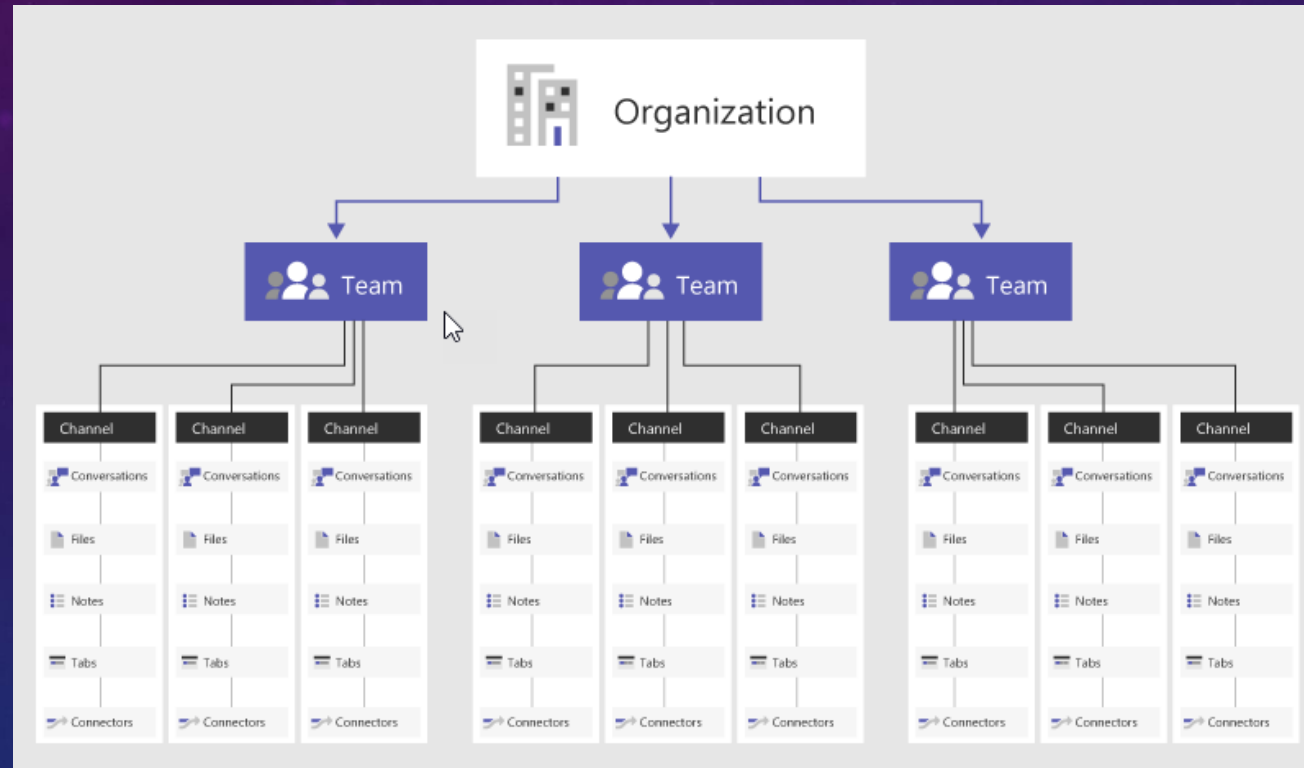 Organization
Team Team Team
Channel Channel Channel Channel Channel Channel Channel Channel Channel
Conversations Conversations Conversations Conversations Conversations Conversations Conversations Conversations Conversations
Files Files Files Files Files Files Files Files Files
Notes Notes Notes Notes Notes Notes Notes Notes Notes
Tabs Tabs Tabs Tabs Tabs Tabs Tabs Tabs Tabs
Connectors Connectors Connectors Connectors Connectors Connectors Connectors Connectors Connectors